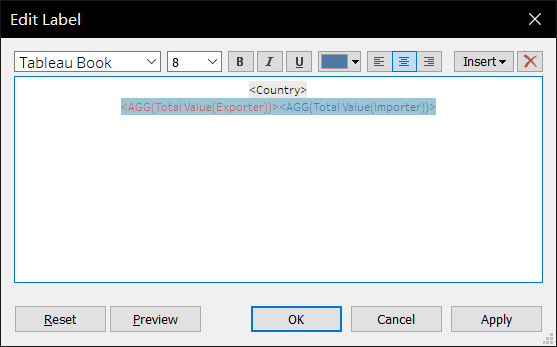 Edit Label
Tableau Book 8 B I U Insert
<Country>
<AGG(Total Value(Exporter))><AGG(Total Value(Importer))>
Reset Preview OK Cancel Apply